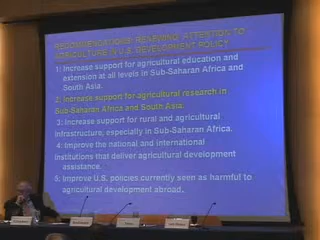 RECOMMENDATIONS: RENEWING ATTENTION TO
AGRICULTURE IN U.S. DEVELOPMENT POLICY
1: Increase support for agricultural education and
extension at all levels in Sub-Saharan Africa and
South Asia.
2: Increase support for agricultural research in
Sub-Saharan Africa and South Asia.
3: Increase support for rural and agricultural
infrastructure, especially in Sub-Saharan Africa.
4: Improve the national and international
institutions that deliver agricultural development
assistance.
5: Improve U.S. policies currently seen as harmful to
agricultural development abroad.